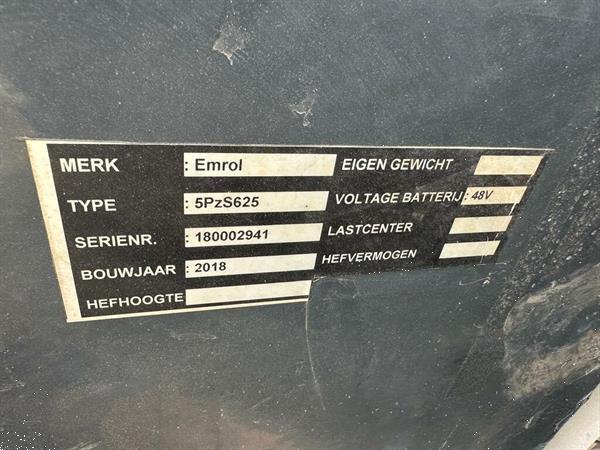 MERK : Emrol
TYPE : 5PzS625
SERIENR. : 180002941
BOUWJAAR : 2018
HEFHOOGTE
EIGEN GEWICHT
VOLTAGE BATTERIJ : 48V
LASTCENTER
HEFVERMOGEN